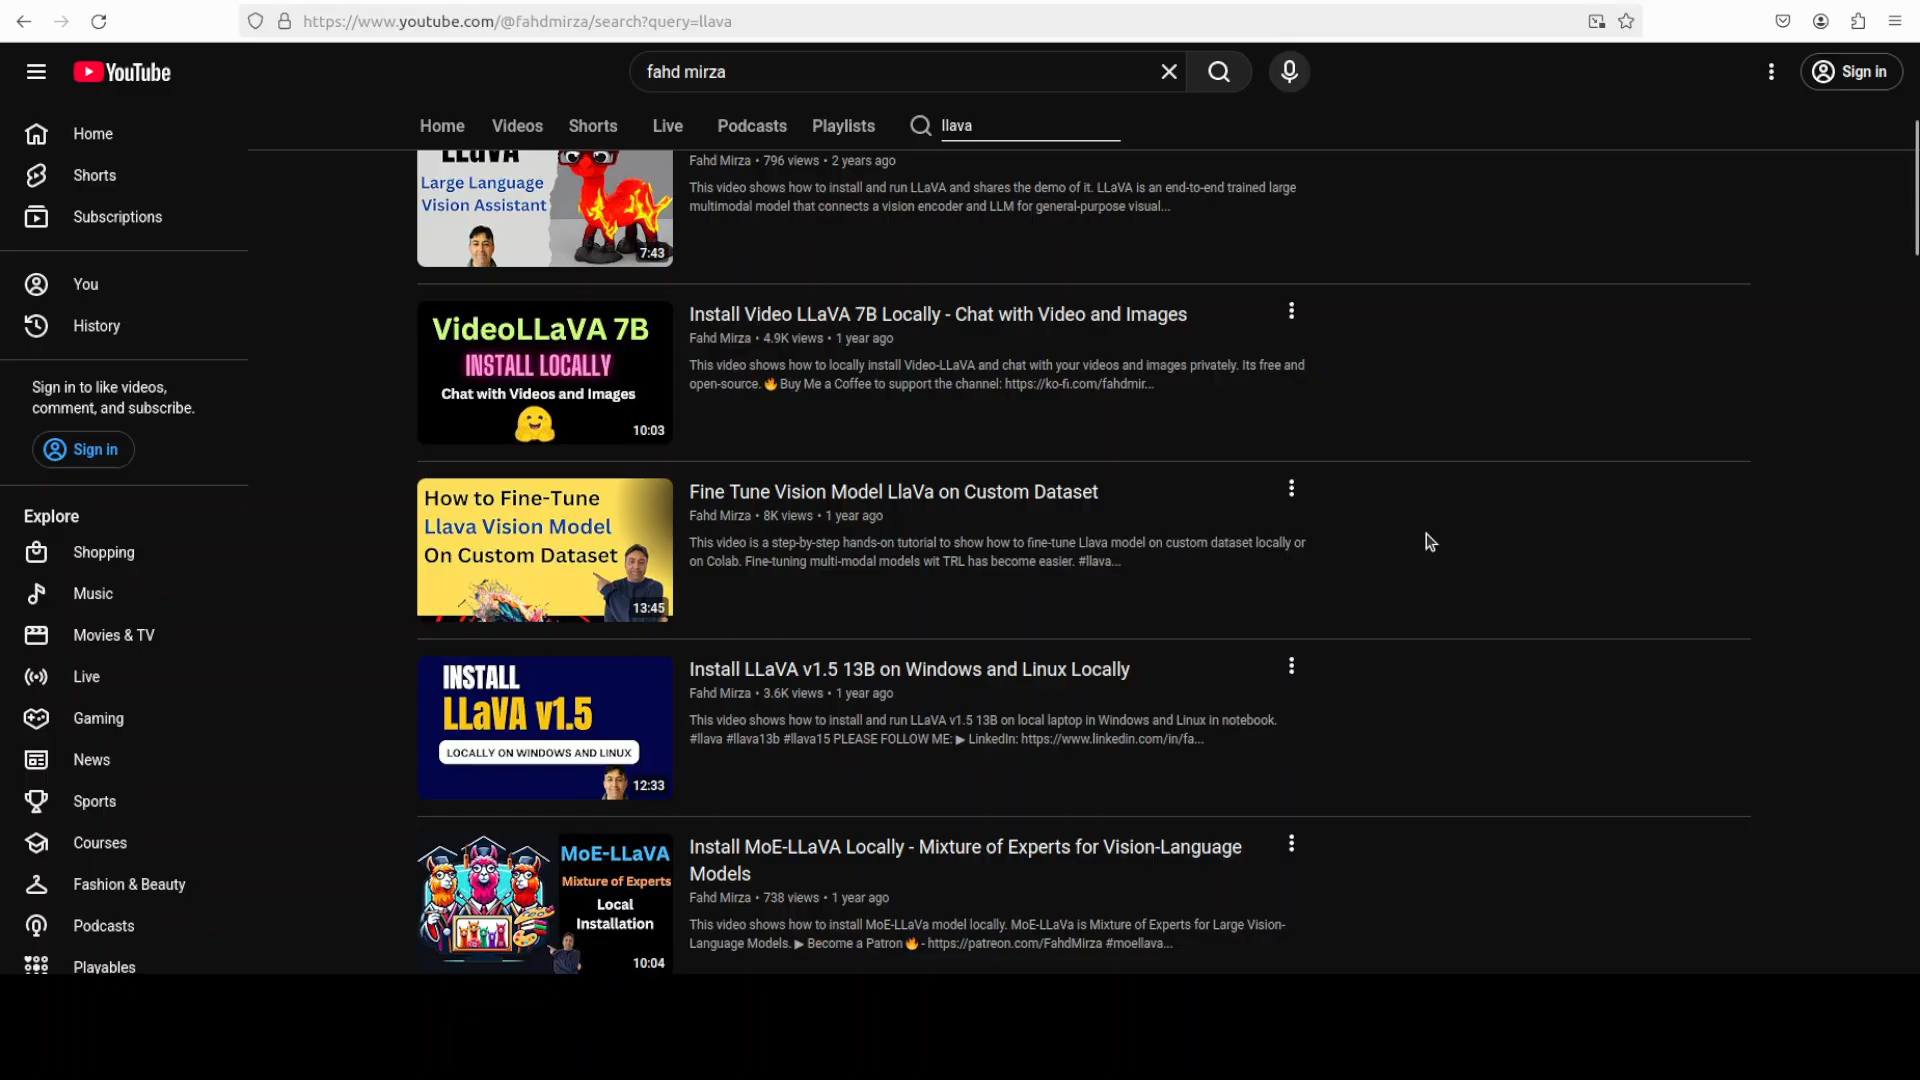 https://www.youtube.com/@fahdmirza/search?query=llava
YouTube
fahd mirza
Sign in
Home
Videos
Shorts
Live
Podcasts
Playlists
llava
Home
Shorts
Subscriptions
You
History
Sign in to like videos,
comment, and subscribe.
Sign in
Explore
Shopping
Music
Movies & TV
Live
Gaming
News
Sports
Courses
Fashion & Beauty
Podcasts
Playables
LLaVA
Large Language
Vision Assistant
7:43
Fahd Mirza • 796 views • 2 years ago
This video shows how to install and run LLaVA and shares the demo of it. LLaVA is an end-to-end trained large
multimodal model that connects a vision encoder and LLM for general-purpose visual...
VideoLLaVA 7B
INSTALL LOCALLY
Chat with Videos and Images
10:03
Install Video LLaVA 7B Locally - Chat with Video and Images
Fahd Mirza • 4.9K views • 1 year ago
This video shows how to locally install Video-LLaVA and chat with your videos and images privately. Its free and
open-source. 🔥 Buy Me a Coffee to support the channel: https://ko-fi.com/fahdmir...
How to Fine-Tune
Llava Vision Model
On Custom Dataset
13:45
Fine Tune Vision Model LlaVa on Custom Dataset
Fahd Mirza • 8K views • 1 year ago
This video is a step-by-step hands-on tutorial to show how to fine-tune Llava model on custom dataset locally or
on Colab. Fine-tuning multi-modal models wit TRL has become easier. #llava...
INSTALL
LLaVA v1.5
LOCALLY ON WINDOWS AND LINUX
12:33
Install LLaVA v1.5 13B on Windows and Linux Locally
Fahd Mirza • 3.6K views • 1 year ago
This video shows how to install and run LLaVA v1.5 13B on local laptop in Windows and Linux in notebook.
#llava #llava13b #llava15 PLEASE FOLLOW ME: ▶ LinkedIn: https://www.linkedin.com/in/fa...
MoE-LLaVA
Mixture of Experts
Local
Installation
10:04
Install MoE-LLaVA Locally - Mixture of Experts for Vision-Language
Models
Fahd Mirza • 738 views • 1 year ago
This video shows how to install MoE-LLaVa model locally. MoE-LLaVa is Mixture of Experts for Large Vision-
Language Models. ▶ Become a Patron 🔥 - https://patreon.com/FahdMirza #moellava...